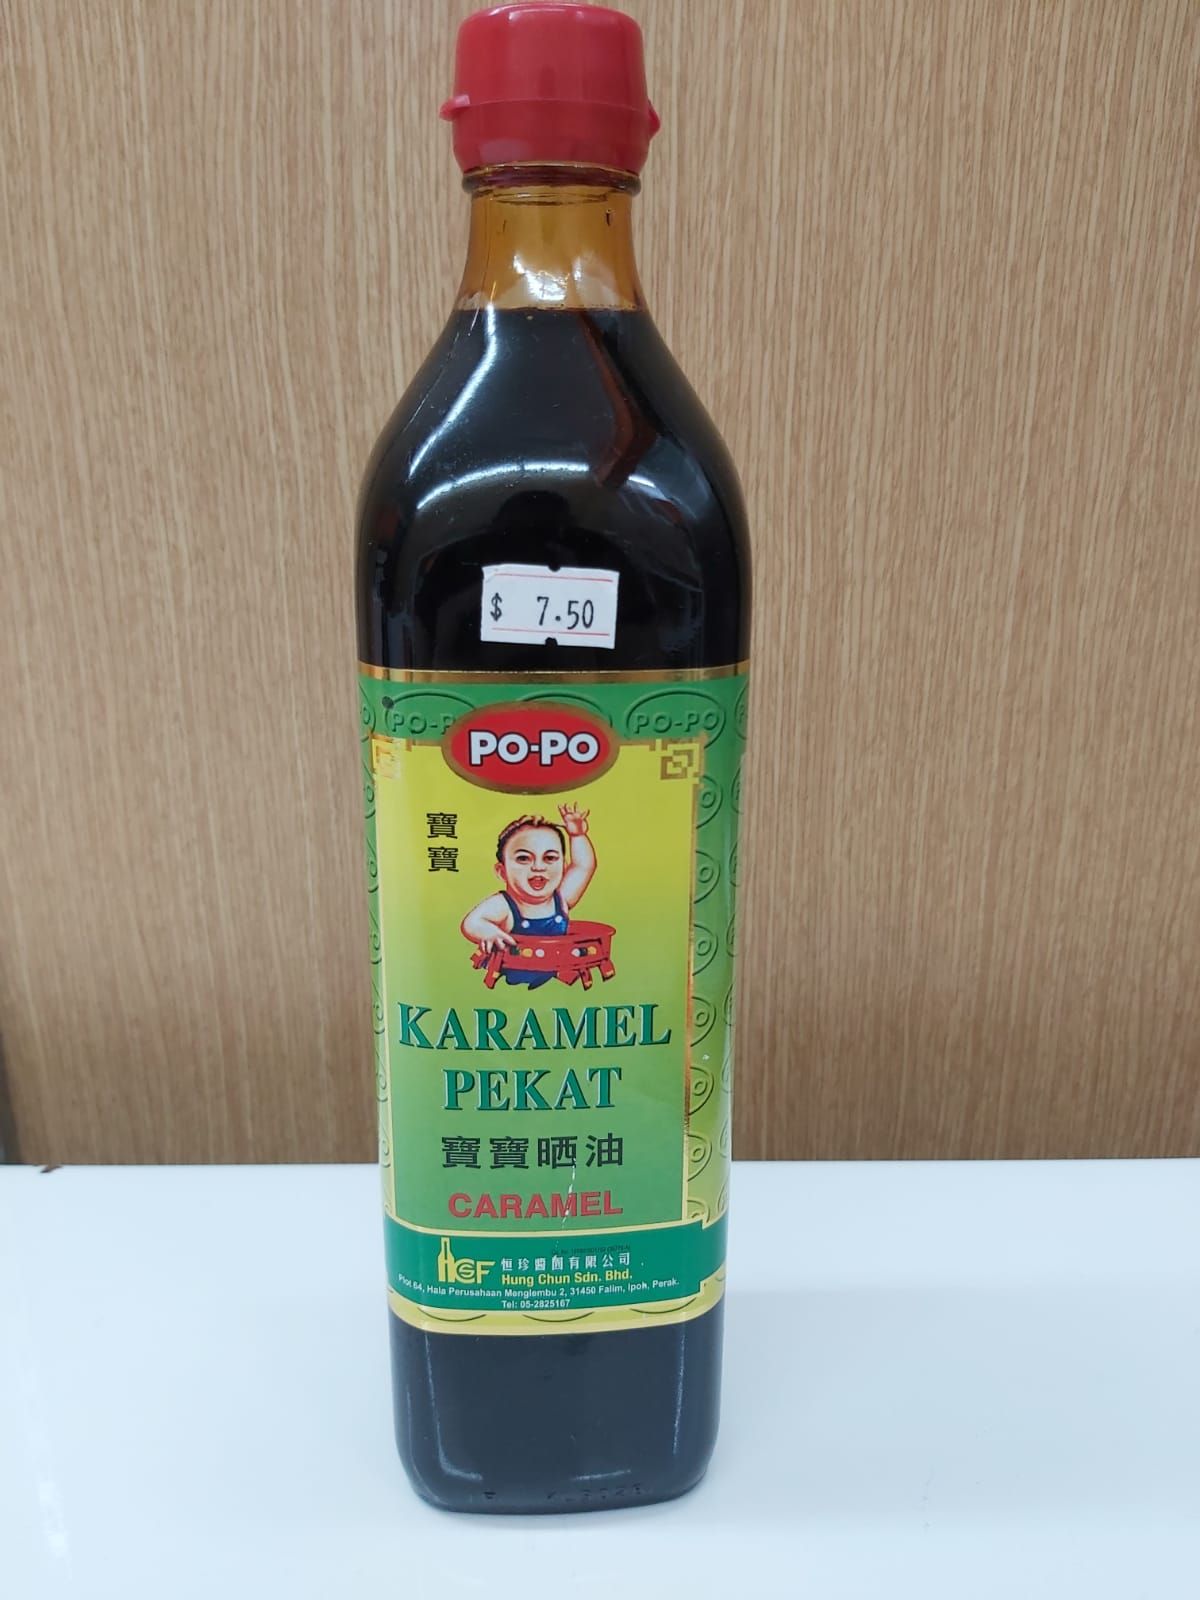 $ 7.50
PO-PO
PO-PO
寶
寶
KARAMEL
PEKAT
寶寶晒油
CARAMEL
HCSF 恒珍醬園有限公司
Hung Chun Sdn. Bhd.
Plot 64, Hala Perusahaan Menglembu 2, 31450 Falim, Ipoh, Perak.
Tel: 05-2825167